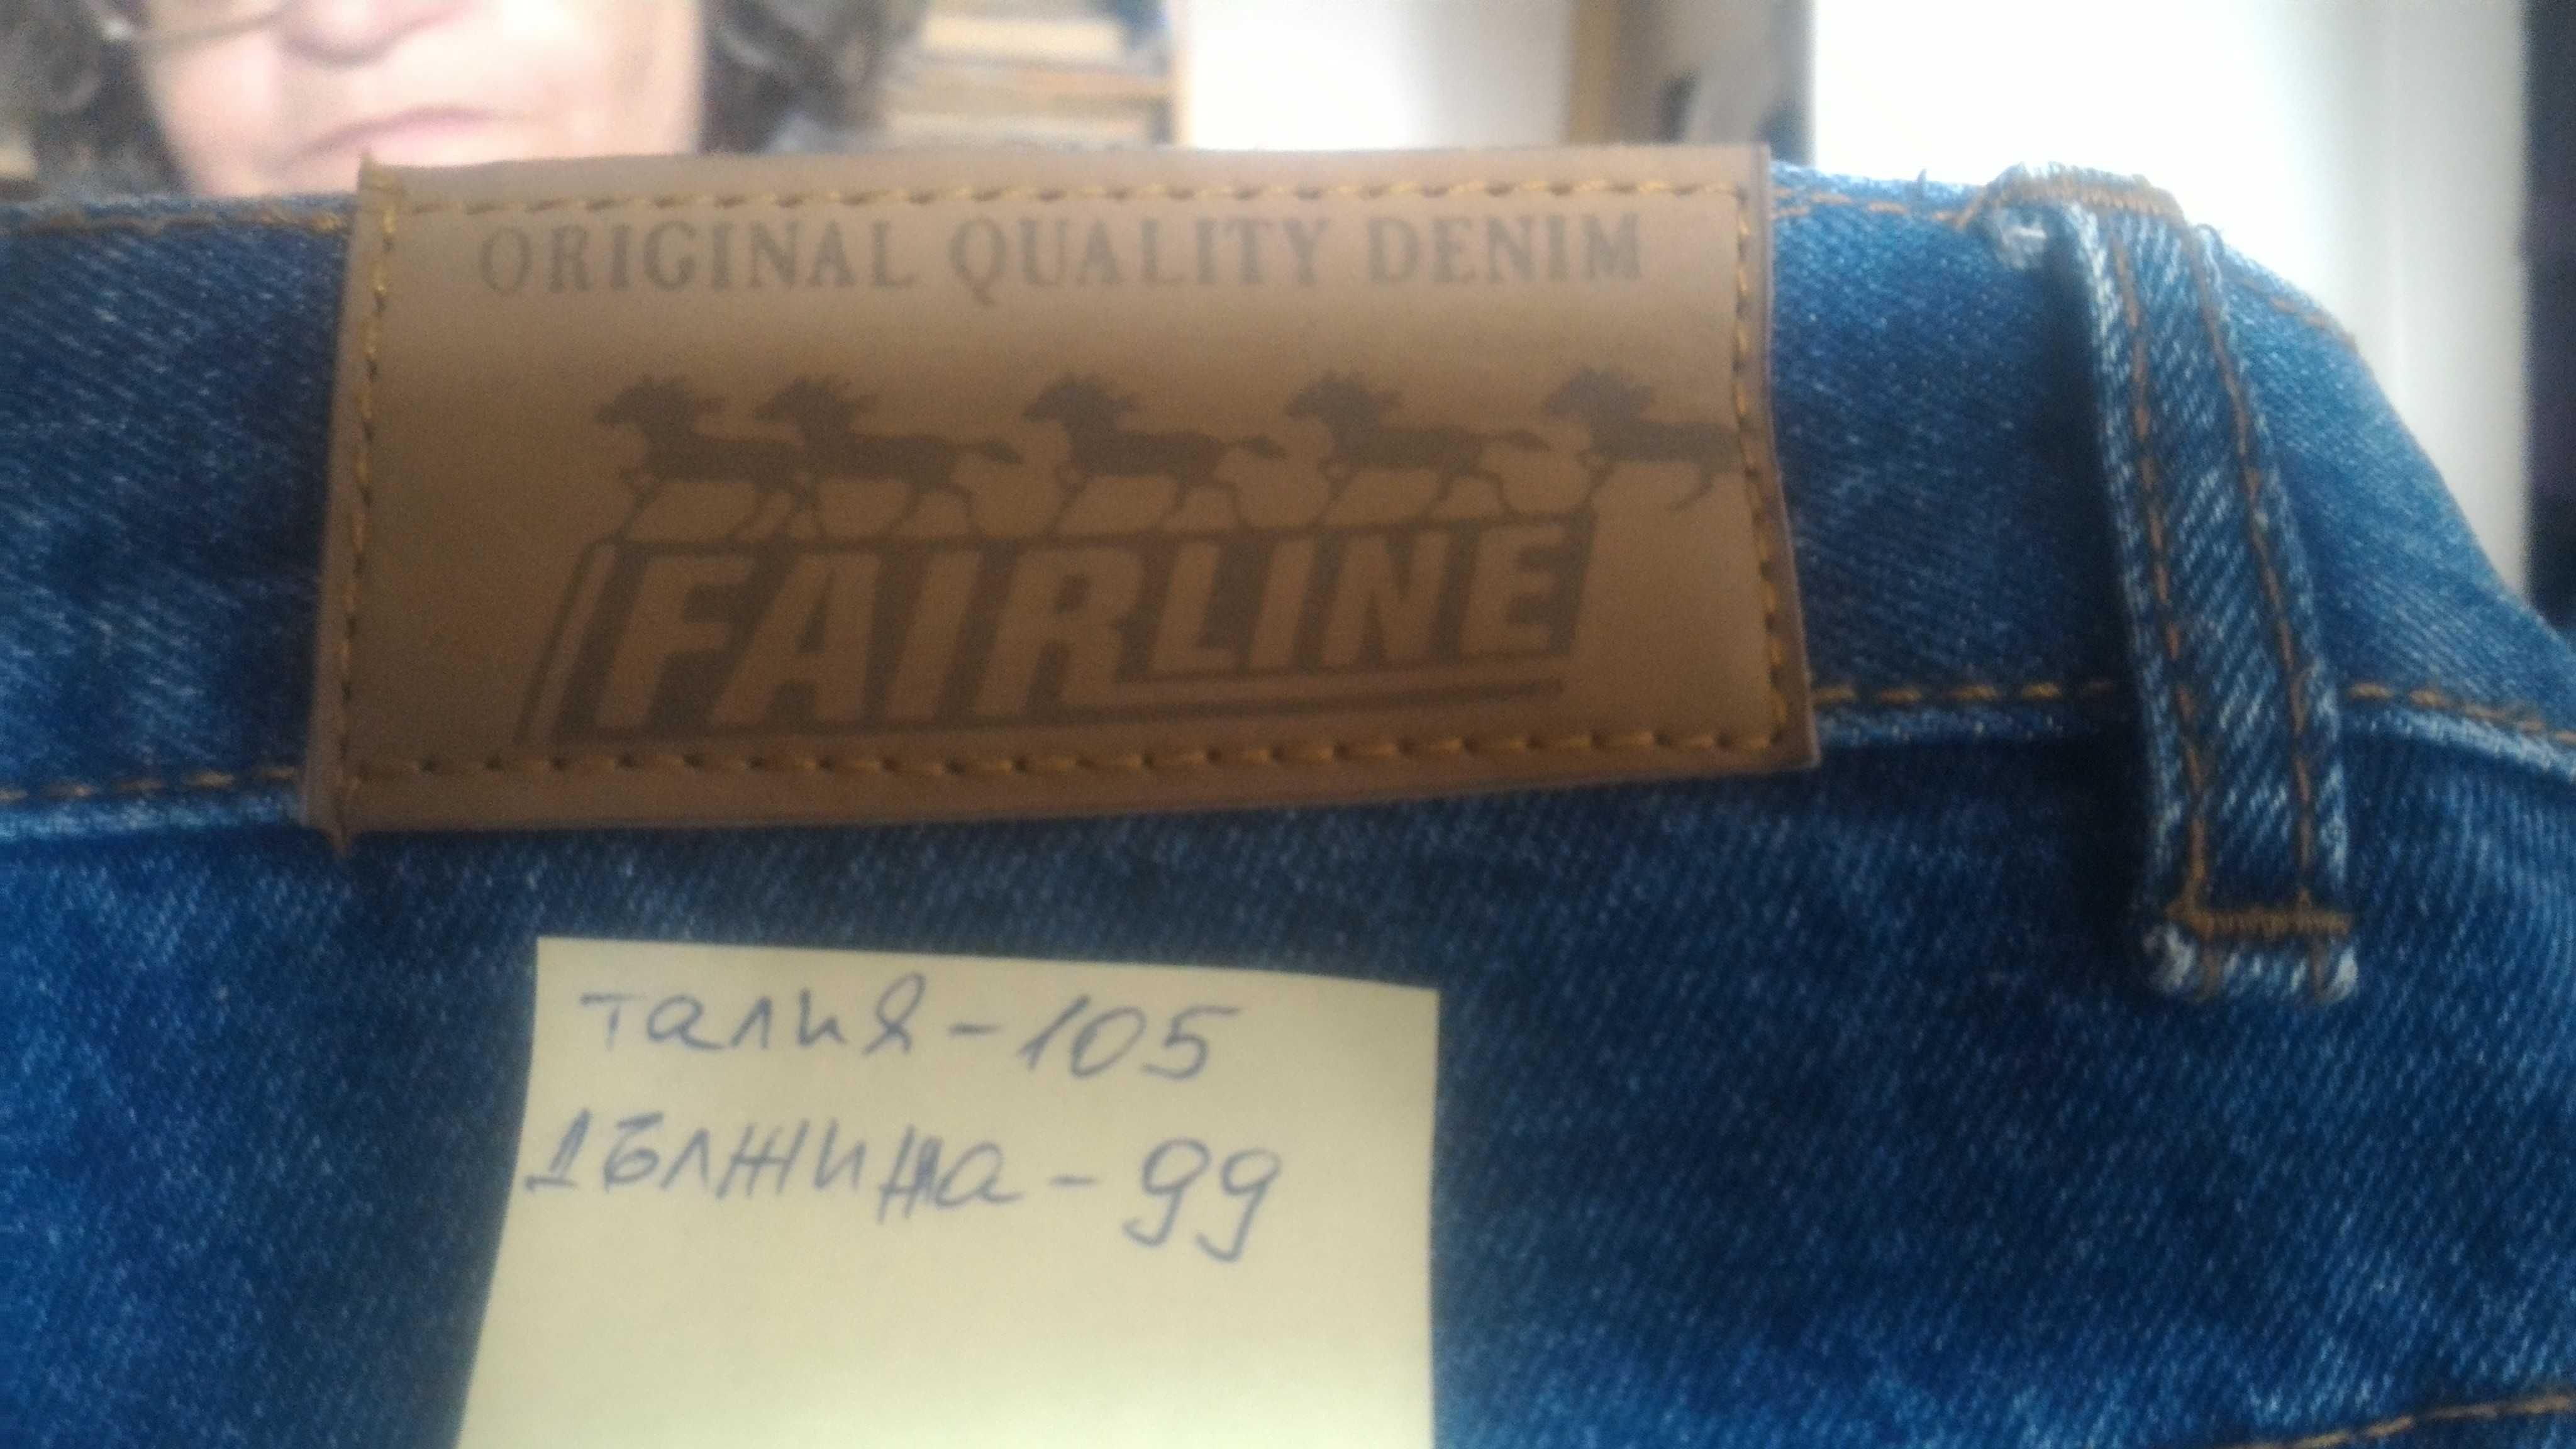 ORIGINAL QUALITY DENIM
FAIRLINE
талия - 105
дължина - 99